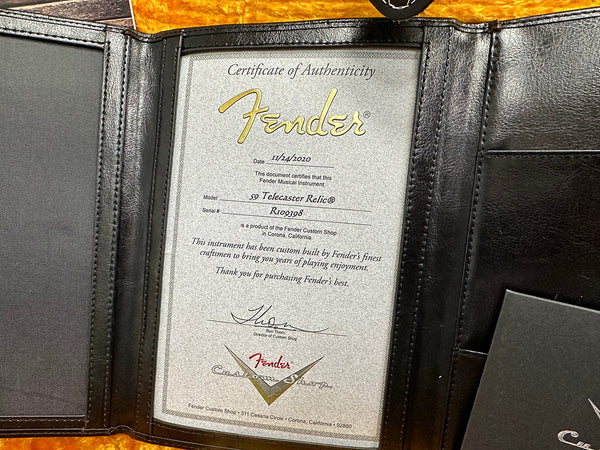 Certificate of Authenticity
Fender®
Date 11/24/2020
This document certifies that this
Fender Musical Instrument.
Model 59 Telecaster Relic®
Serial # R109398
is a product of the Fender Custom Shop
in Corona, California
This instrument has been custom built by Fender's finest
craftsmen to bring you years of playing enjoyment.
Thank you for purchasing Fender's best.
Ron Thorn
Director of Custom Shop
Fender
Custom Shop
Fender Custom Shop • 311 Cessna Circle • Corona, California • 92880